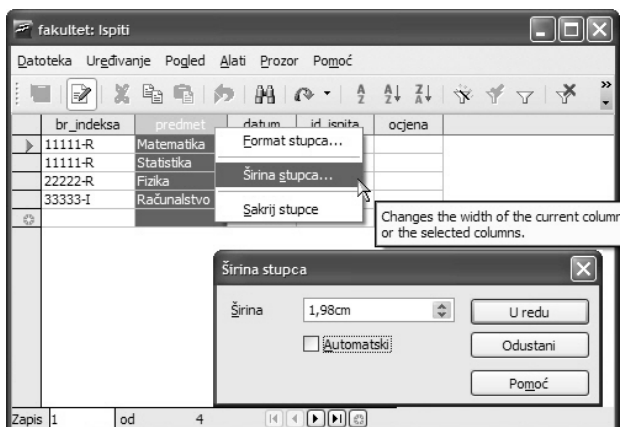 fakultet: Ispiti
Datoteka Uređivanje Pogled Alati Prozor Pomoć
br_indeksa predmet datum id_ispita ocjena
11111-R Matematika
11111-R Statistika
22222-R Fizika
33333-I Računalstvo
Format stupca...
Širina stupca...
Sakrij stupce
Changes the width of the current colum
or the selected columns.
Širina stupca
Širina 1,98cm U redu
Automatski Odustani
Pomoć
Zapis 1 od 4